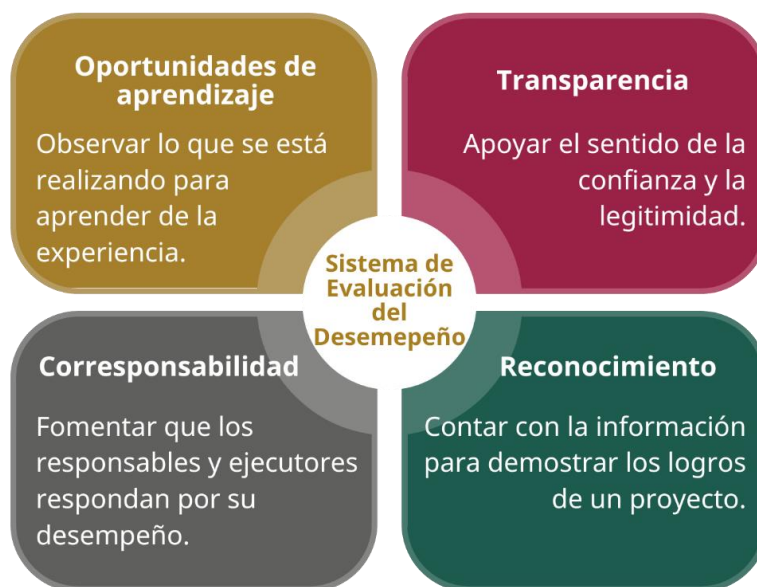 Oportunidades de
aprendizaje
Observar lo que se está
realizando para
aprender de la
experiencia.
Transparencia
Apoyar el sentido de la
confianza y la
legitimidad.
Sistema de
Evaluación
del
Desemepeño
Corresponsabilidad
Fomentar que los
responsables y ejecutores
respondan por su
desempeño.
Reconocimiento
Contar con la información
para demostrar los logros
de un proyecto.